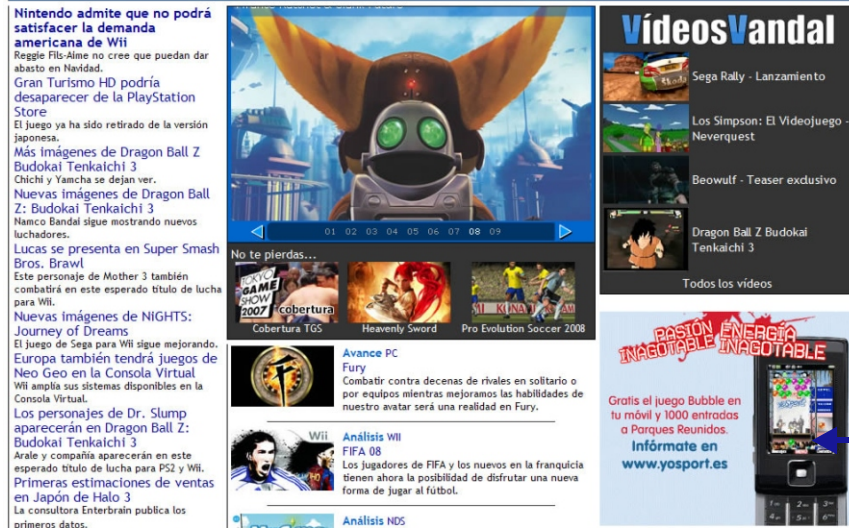 Nintendo admite que no podrá
satisfacer la demanda
americana de Wii
Reggie Fils-Aime no cree que puedan dar
abasto en Navidad.
Gran Turismo HD podría
desaparecer de la PlayStation
Store
El juego ya ha sido retirado de la versión
japonesa.
Más imágenes de Dragon Ball Z
Budokai Tenkaichi 3
Chichi y Yamcha se dejan ver.
Nuevas imágenes de Dragon Ball
Z: Budokai Tenkaichi 3
Namco Bandai sigue mostrando nuevos
luchadores.
Lucas se presenta en Super Smash
Bros. Brawl
Este personaje de Mother 3 también
combatirá en este esperado título de lucha
para Wii.
Nuevas imágenes de NiGHTS:
Journey of Dreams
El juego de Sega para Wii sigue mejorando.
Europa también tendrá juegos de
Neo Geo en la Consola Virtual
Wii amplía sus sistemas disponibles en la
Consola Virtual.
Los personajes de Dr. Slump
aparecerán en Dragon Ball Z:
Budokai Tenkaichi 3
Arale y compañía aparecerán en este
esperado título de lucha para PS2 y Wii.
Primeras estimaciones de ventas
en Japón de Halo 3
La consultora Enterbrain publica los
primeros datos.
01 02 03 04 05 06 07 08 09
No te pierdas...
TOKYO
GAME
SHOW
2007 cobertura
Cobertura TGS
Heavenly Sword
Pro Evolution Soccer 2008
Avance PC
Fury
Combatir contra decenas de rivales en solitario o
por equipos mientras mejoramos las habilidades de
nuestro avatar será una realidad en Fury.
Wii
Análisis WII
FIFA 08
Los jugadores de FIFA y los nuevos en la franquicia
tienen ahora la posibilidad de disfrutar una nueva
forma de jugar al fútbol.
Análisis NDS
VídeosVandal
Sega Rally - Lanzamiento
Los Simpson: El Videojuego -
Neverquest
Beowulf - Teaser exclusivo
Dragon Ball Z Budokai
Tenkaichi 3
Todos los vídeos
PASIÓN ENERGÍA
INAGOTABLE INAGOTABLE
Gratis el juego Bubble en
tu móvil y 1000 entradas
a Parques Reunidos.
Infórmate en
www.yosport.es